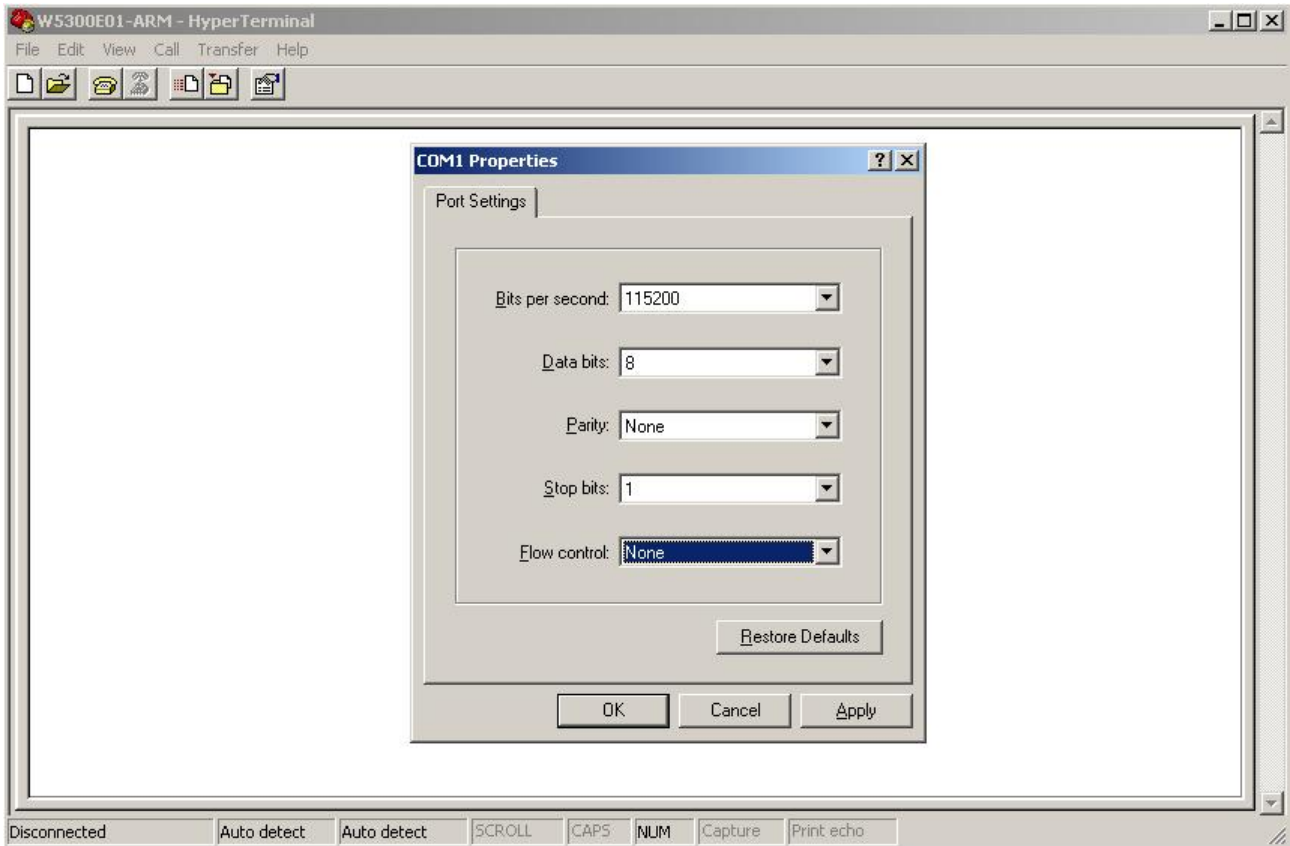 W5300E01-ARM - HyperTerminal
File Edit View Call Transfer Help
COM1 Properties
Port Settings
Bits per second: 115200
Data bits: 8
Parity: None
Stop bits: 1
Flow control: None
Restore Defaults
OK Cancel Apply
Disconnected Auto detect Auto detect SCROLL CAPS NUM Capture Print echo